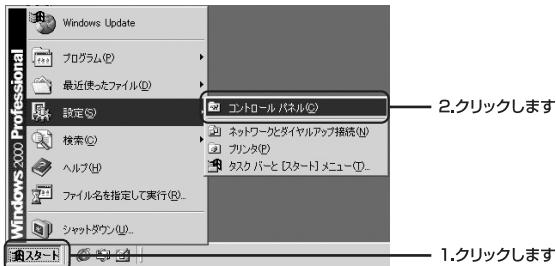 Windows Update
プログラム(P)
最近使ったファイル(D)
設定(S)
検索(C)
ヘルプ(H)
ファイル名を指定して実行(R)...
シャットダウン(U)...
Windows 2000 Professional
コントロール パネル(C)
ネットワークとダイヤルアップ接続(N)
プリンタ(P)
タスク バーと [スタート] メニュー(T)...
2.クリックします
スタート
1.クリックします